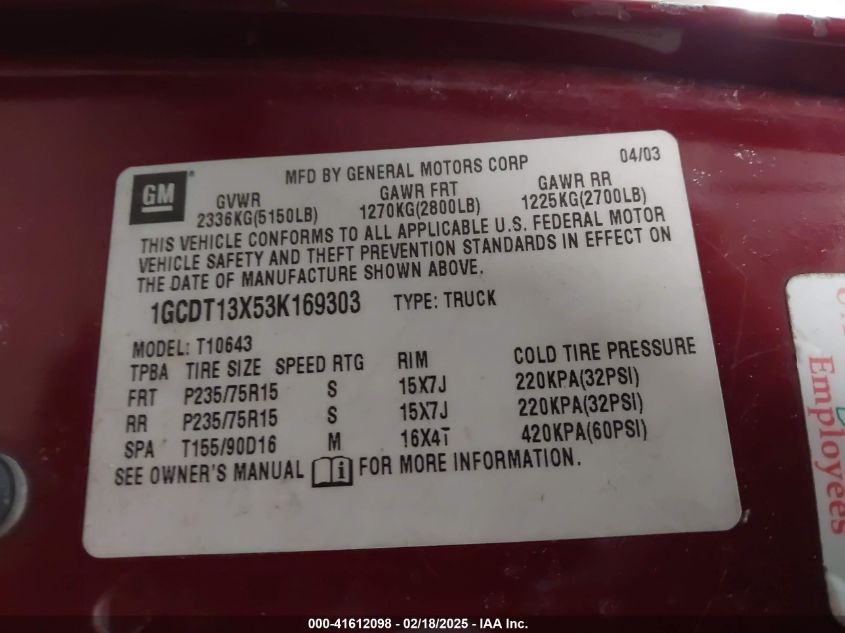 GM
MFD BY GENERAL MOTORS CORP 04/03
GVWR GAWR FRT GAWR RR
2336KG(5150LB) 1270KG(2800LB) 1225KG(2700LB)
THIS VEHICLE CONFORMS TO ALL APPLICABLE U.S. FEDERAL MOTOR
VEHICLE SAFETY AND THEFT PREVENTION STANDARDS IN EFFECT ON
THE DATE OF MANUFACTURE SHOWN ABOVE.
1GCDT13X53K169303 TYPE: TRUCK
MODEL: T10643
TPBA TIRE SIZE SPEED RTG RIM COLD TIRE PRESSURE
FRT P235/75R15 S 15X7J 220KPA(32PSI)
RR P235/75R15 S 15X7J 220KPA(32PSI)
SPA T155/90D16 M 16X4T 420KPA(60PSI)
SEE OWNER'S MANUAL i FOR MORE INFORMATION.
Employees
000-41612098 - 02/18/2025 - IAA Inc.